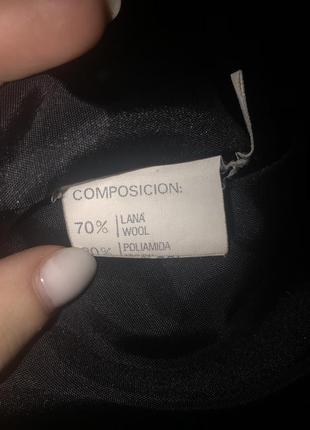 COMPOSICION:
70% LANA
WOOL
POLIAMIDA